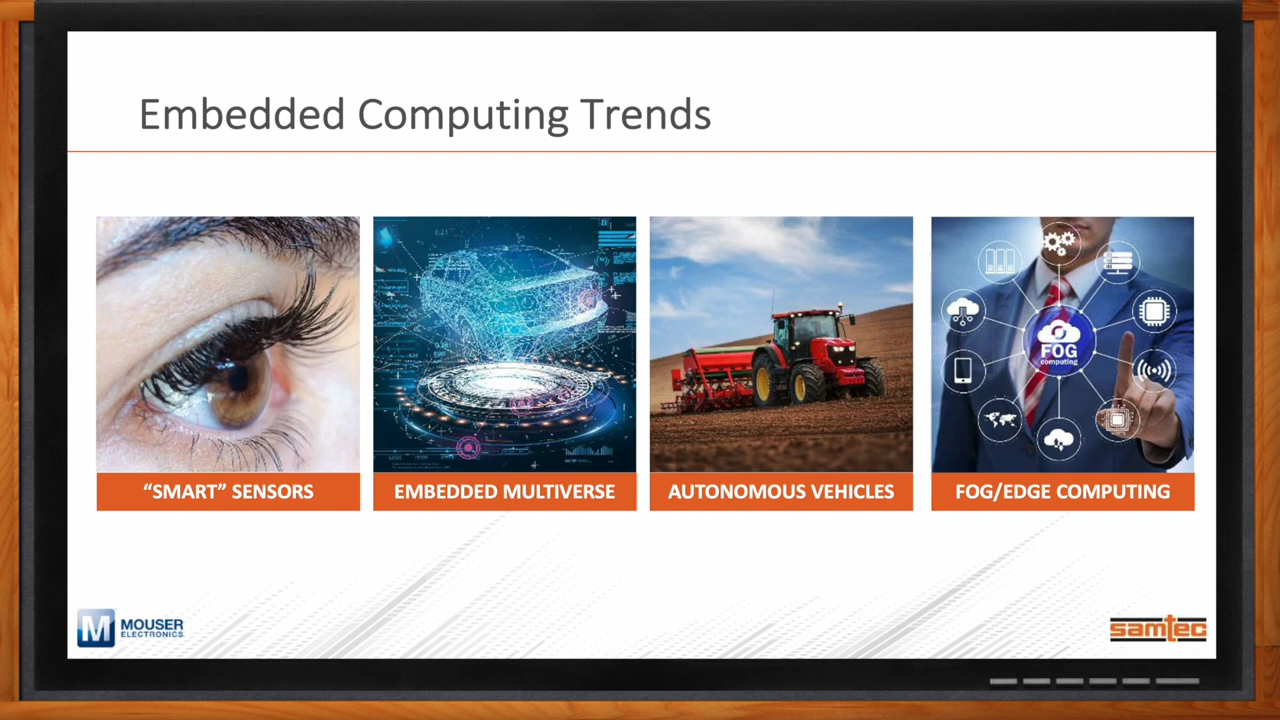 Embedded Computing Trends
FOG
computing
“SMART” SENSORS
EMBEDDED MULTIVERSE
AUTONOMOUS VEHICLES
FOG/EDGE COMPUTING
M MOUSER
ELECTRONICS
samtec